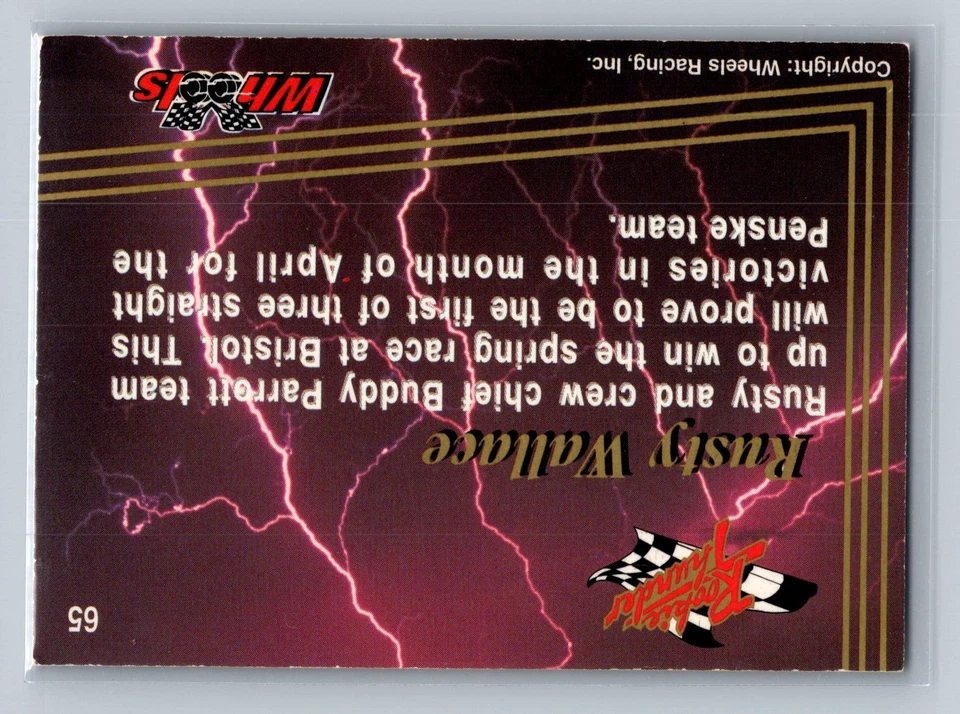 65
Rookie
Thunder
Rusty Wallace
Rusty and crew chief Buddy Parrott team
up to win the spring race at Bristol. This
will prove to be the first of three straight
victories in the month of April for the
Penske team.
Wheels
Copyright: Wheels Racing, Inc.